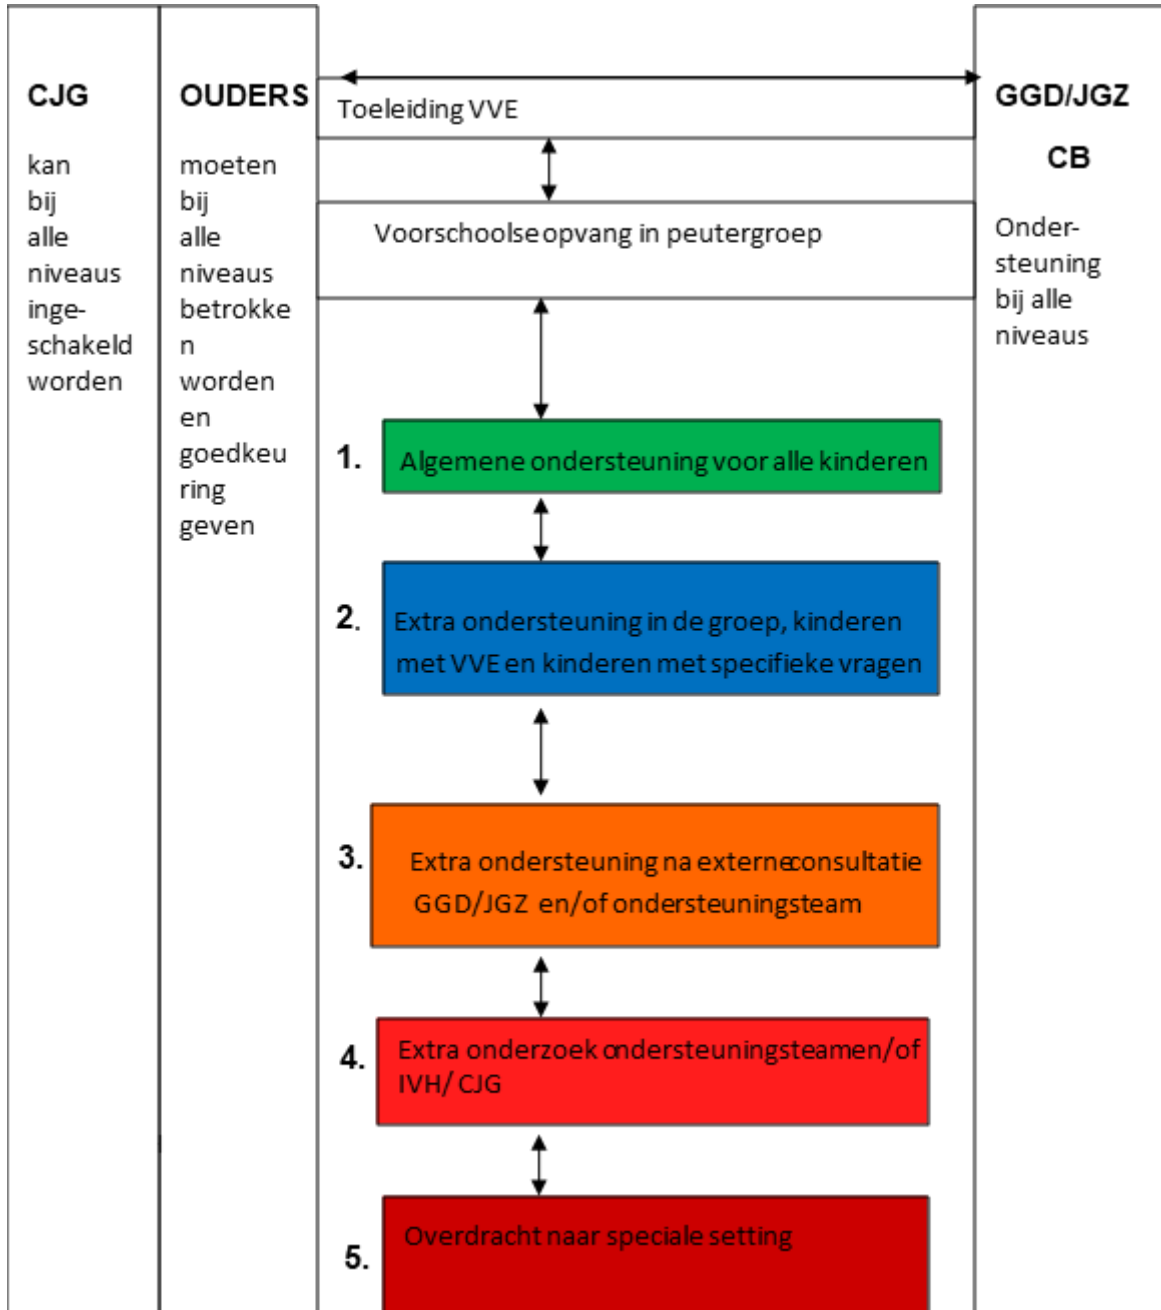 CJG
kan
bij
alle
niveaus
inge-
schakeld
worden
OUDERS
moeten
bij
alle
niveaus
betrokke
n
worden
en
goedkeu
ring
geven
Toeleiding VVE
Voorschoolse opvang in peutergroep
1. Algemene ondersteuning voor alle kinderen
2. Extra ondersteuning in de groep, kinderen
met VVE en kinderen met specifieke vragen
3. Extra ondersteuning na externe consultatie
GGD/JGZ en/of ondersteuningsteam
4. Extra onderzoek ondersteuningsteam en/of
IVH/ CJG
5. Overdracht naar speciale setting
GGD/JGZ
CB
Onder-
steuning
bij alle
niveaus